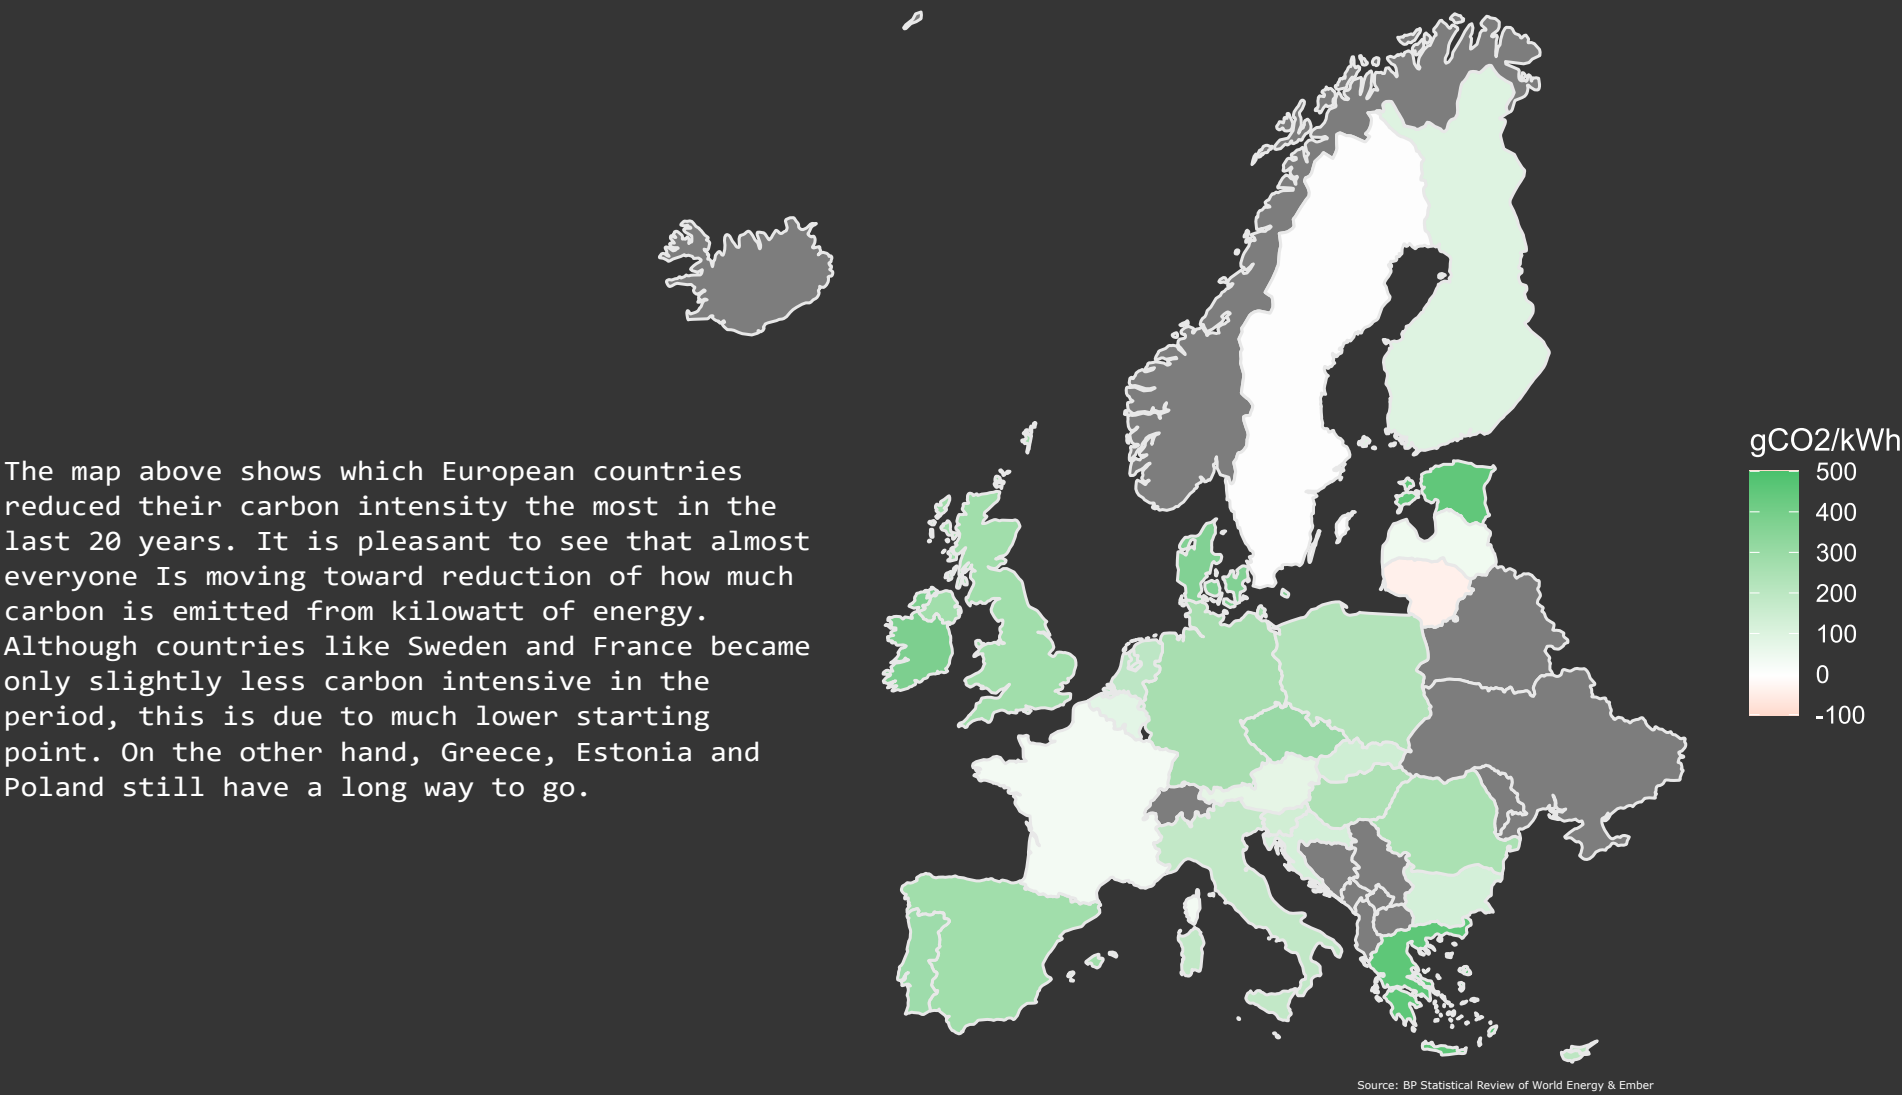 The map above shows which European countries
reduced their carbon intensity the most in the
last 20 years. It is pleasant to see that almost
everyone Is moving toward reduction of how much
carbon is emitted from kilowatt of energy.
Although countries like Sweden and France became
only slightly less carbon intensive in the
period, this is due to much lower starting
point. On the other hand, Greece, Estonia and
Poland still have a long way to go.
gCO2/kWh
500
400
300
200
100
0
-100
Source: BP Statistical Review of World Energy & Ember